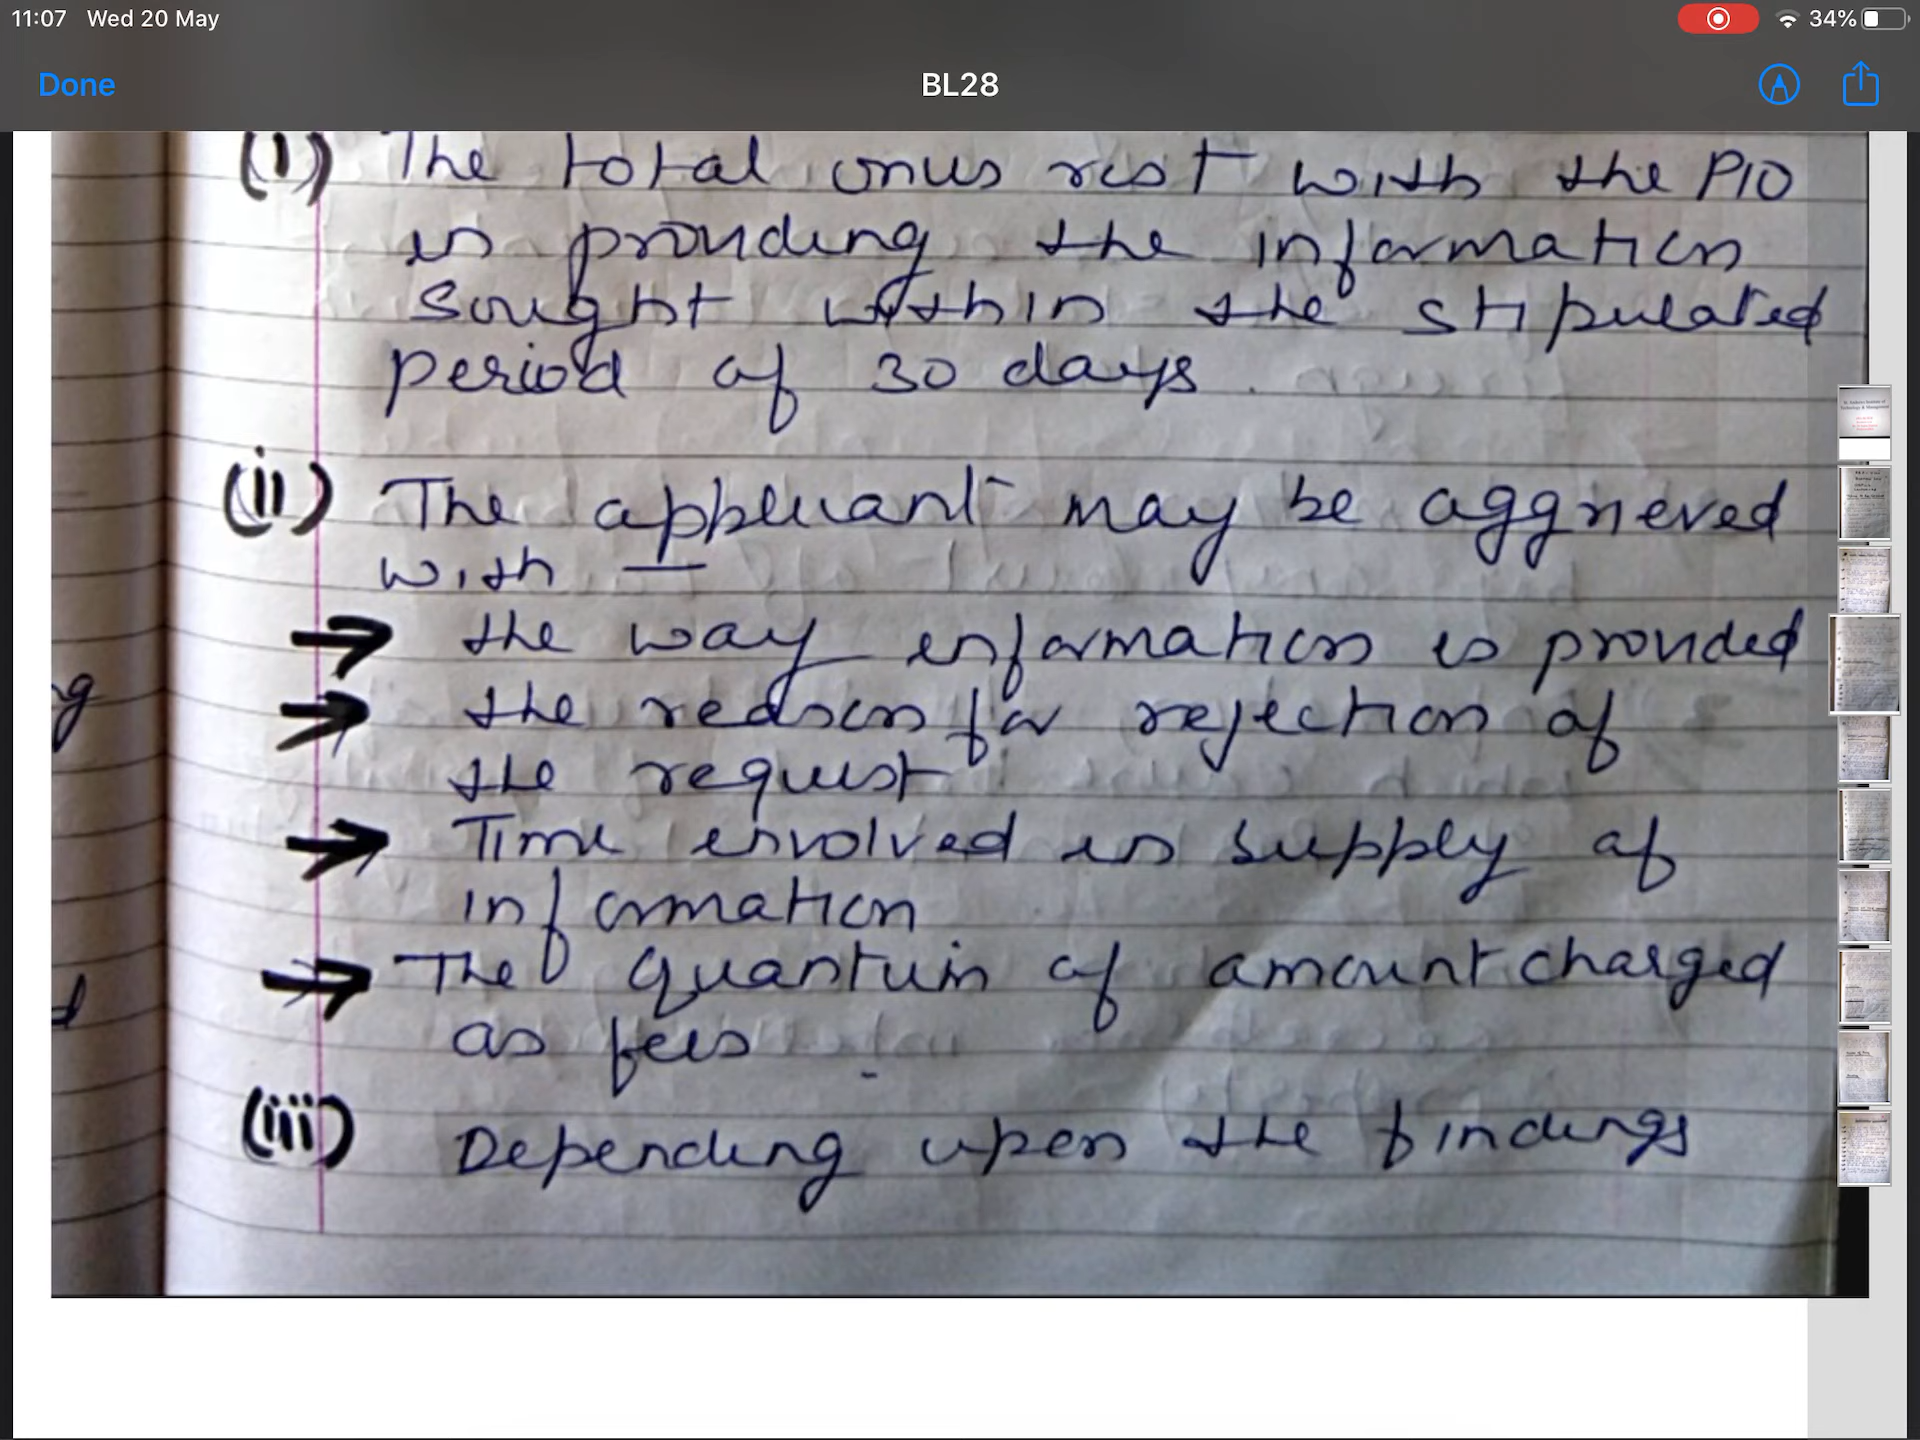 11:07 Wed 20 May
34%
Done
BL28
(i) The total onus rest with the PIO
in providing the information
sought within the stipulated
period of 30 days.
(ii) The applicant may be aggrieved
with —
→ the way information is provided
→ the reason for rejection of
the request
→ Time involved in supply of
information
→ The quantum of amount charged
as fees.
(iii) Depending upon the findings
g
d